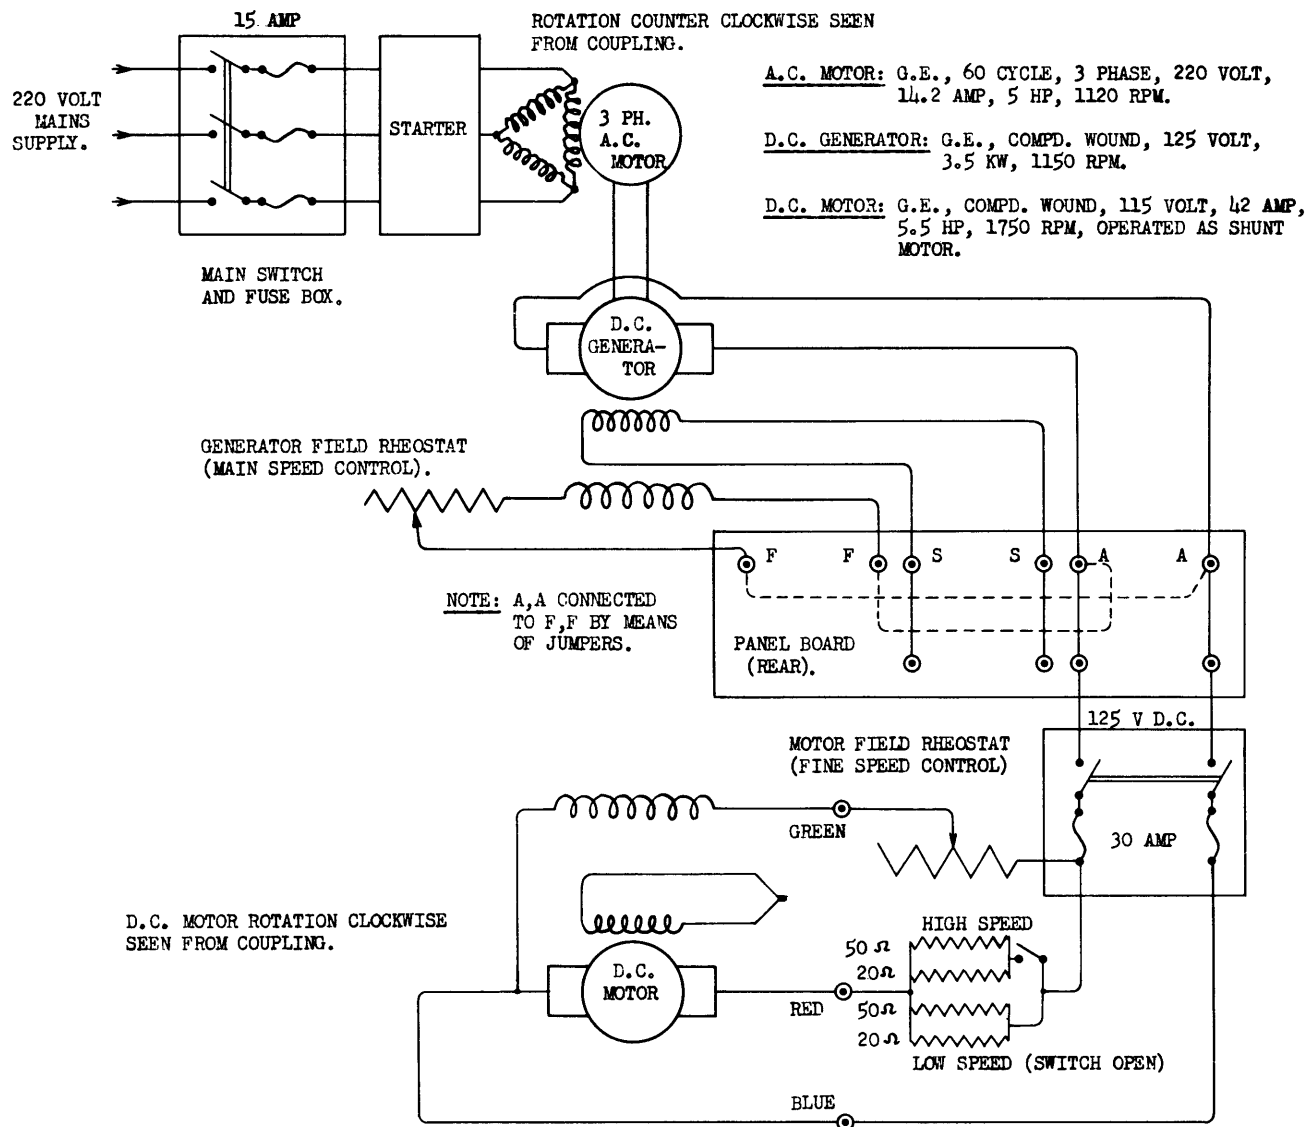 15 AMP
ROTATION COUNTER CLOCKWISE SEEN
FROM COUPLING.
A.C. MOTOR: G.E., 60 CYCLE, 3 PHASE, 220 VOLT,
14.2 AMP, 5 HP, 1120 RPM.
220 VOLT
MAINS
SUPPLY.
STARTER
3 PH.
A.C.
MOTOR
D.C. GENERATOR: G.E., COMPD. WOUND, 125 VOLT,
3.5 KW, 1150 RPM.
D.C. MOTOR: G.E., COMPD. WOUND, 115 VOLT, 42 AMP,
5.5 HP, 1750 RPM, OPERATED AS SHUNT
MOTOR.
MAIN SWITCH
AND FUSE BOX.
D.C.
GENERA-
TOR
GENERATOR FIELD RHEOSTAT
(MAIN SPEED CONTROL).
F F S S A A
NOTE: A,A CONNECTED
TO F,F BY MEANS
OF JUMPERS.
PANEL BOARD
(REAR).
125 V D.C.
MOTOR FIELD RHEOSTAT
(FINE SPEED CONTROL)
GREEN
30 AMP
D.C. MOTOR ROTATION CLOCKWISE
SEEN FROM COUPLING.
HIGH SPEED
50 Ω
20 Ω
D.C.
MOTOR
RED
50 Ω
20 Ω
LOW SPEED (SWITCH OPEN)
BLUE